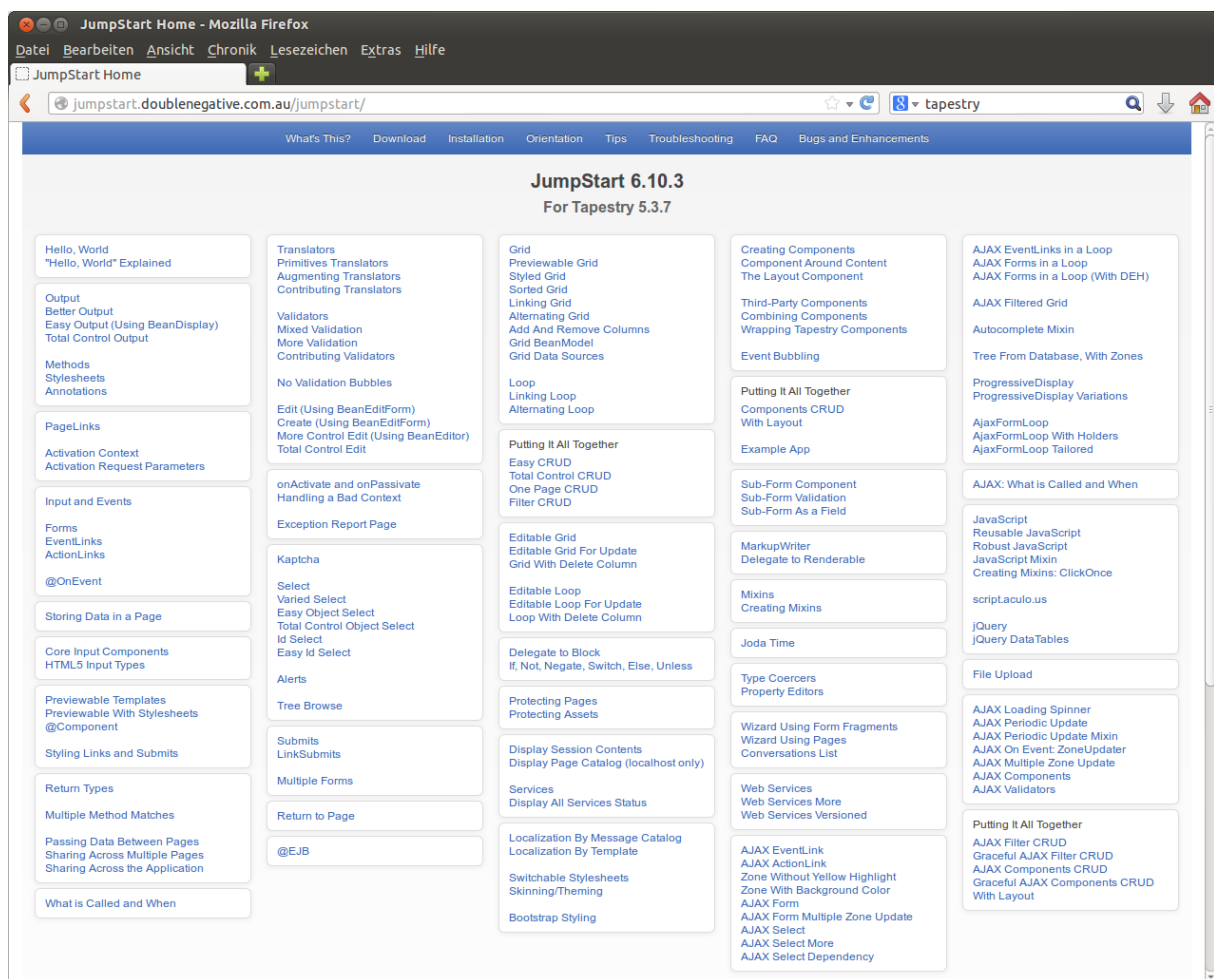 JumpStart Home - Mozilla Firefox
Datei Bearbeiten Ansicht Chronik Lesezeichen Extras Hilfe
JumpStart Home
jumpstart.doublenegative.com.au/jumpstart/
tapestry
What's This? Download Installation Orientation Tips Troubleshooting FAQ Bugs and Enhancements
JumpStart 6.10.3
For Tapestry 5.3.7
Hello, World
"Hello, World" Explained
Output
Better Output
Easy Output (Using BeanDisplay)
Total Control Output
Methods
Stylesheets
Annotations
PageLinks
Activation Context
Activation Request Parameters
Input and Events
Forms
EventLinks
ActionLinks
@OnEvent
Storing Data in a Page
Core Input Components
HTML5 Input Types
Previewable Templates
Previewable With Stylesheets
@Component
Styling Links and Submits
Return Types
Multiple Method Matches
Passing Data Between Pages
Sharing Across Multiple Pages
Sharing Across the Application
What is Called and When
Translators
Primitives Translators
Augmenting Translators
Contributing Translators
Validators
Mixed Validation
More Validation
Contributing Validators
No Validation Bubbles
Edit (Using BeanEditForm)
Create (Using BeanEditForm)
More Control Edit (Using BeanEditor)
Total Control Edit
onActivate and onPassivate
Handling a Bad Context
Exception Report Page
Kaptcha
Select
Varied Select
Easy Object Select
Total Control Object Select
Id Select
Easy Id Select
Alerts
Tree Browse
Submits
LinkSubmits
Multiple Forms
Return to Page
@EJB
Grid
Previewable Grid
Styled Grid
Sorted Grid
Linking Grid
Alternating Grid
Add And Remove Columns
Grid BeanModel
Grid Data Sources
Loop
Linking Loop
Alternating Loop
Putting It All Together
Easy CRUD
Total Control CRUD
One Page CRUD
Filter CRUD
Editable Grid
Editable Grid For Update
Grid With Delete Column
Editable Loop
Editable Loop For Update
Loop With Delete Column
Delegate to Block
If, Not, Negate, Switch, Else, Unless
Protecting Pages
Protecting Assets
Display Session Contents
Display Page Catalog (localhost only)
Services
Display All Services Status
Localization By Message Catalog
Localization By Template
Switchable Stylesheets
Skinning/Theming
Bootstrap Styling
Creating Components
Component Around Content
The Layout Component
Third-Party Components
Combining Components
Wrapping Tapestry Components
Event Bubbling
Putting It All Together
Components CRUD
With Layout
Example App
Sub-Form Component
Sub-Form Validation
Sub-Form As a Field
MarkupWriter
Delegate to Renderable
Mixins
Creating Mixins
Joda Time
Type Coercers
Property Editors
Wizard Using Form Fragments
Wizard Using Pages
Conversations List
Web Services
Web Services More
Web Services Versioned
AJAX EventLink
AJAX ActionLink
Zone Without Yellow Highlight
Zone With Background Color
AJAX Form
AJAX Form Multiple Zone Update
AJAX Select
AJAX Select More
AJAX Select Dependency
AJAX EventLinks in a Loop
AJAX Forms in a Loop
AJAX Forms in a Loop (With DEH)
AJAX Filtered Grid
Autocomplete Mixin
Tree From Database, With Zones
ProgressiveDisplay
ProgressiveDisplay Variations
AjaxFormLoop
AjaxFormLoop With Holders
AjaxFormLoop Tailored
AJAX: What is Called and When
JavaScript
Reusable JavaScript
Robust JavaScript
JavaScript Mixin
Creating Mixins: ClickOnce
script.aculo.us
jQuery
jQuery DataTables
File Upload
AJAX Loading Spinner
AJAX Periodic Update
AJAX Periodic Update Mixin
AJAX On Event: ZoneUpdater
AJAX Multiple Zone Update
AJAX Components
AJAX Validators
Putting It All Together
AJAX Filter CRUD
Graceful AJAX Filter CRUD
AJAX Components CRUD
Graceful AJAX Components CRUD
With Layout